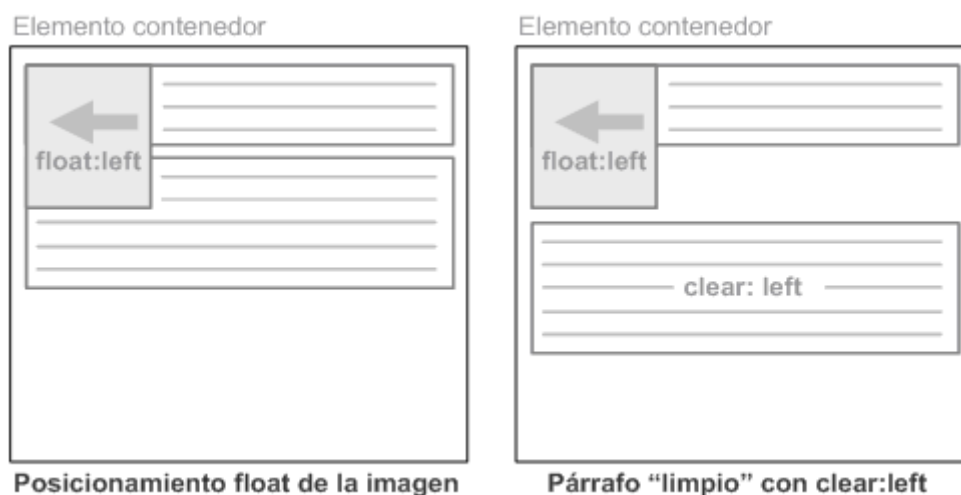 Elemento contenedor
float:left
Posicionamiento float de la imagen
Elemento contenedor
float:left
clear: left
Párrafo “limpio” con clear:left